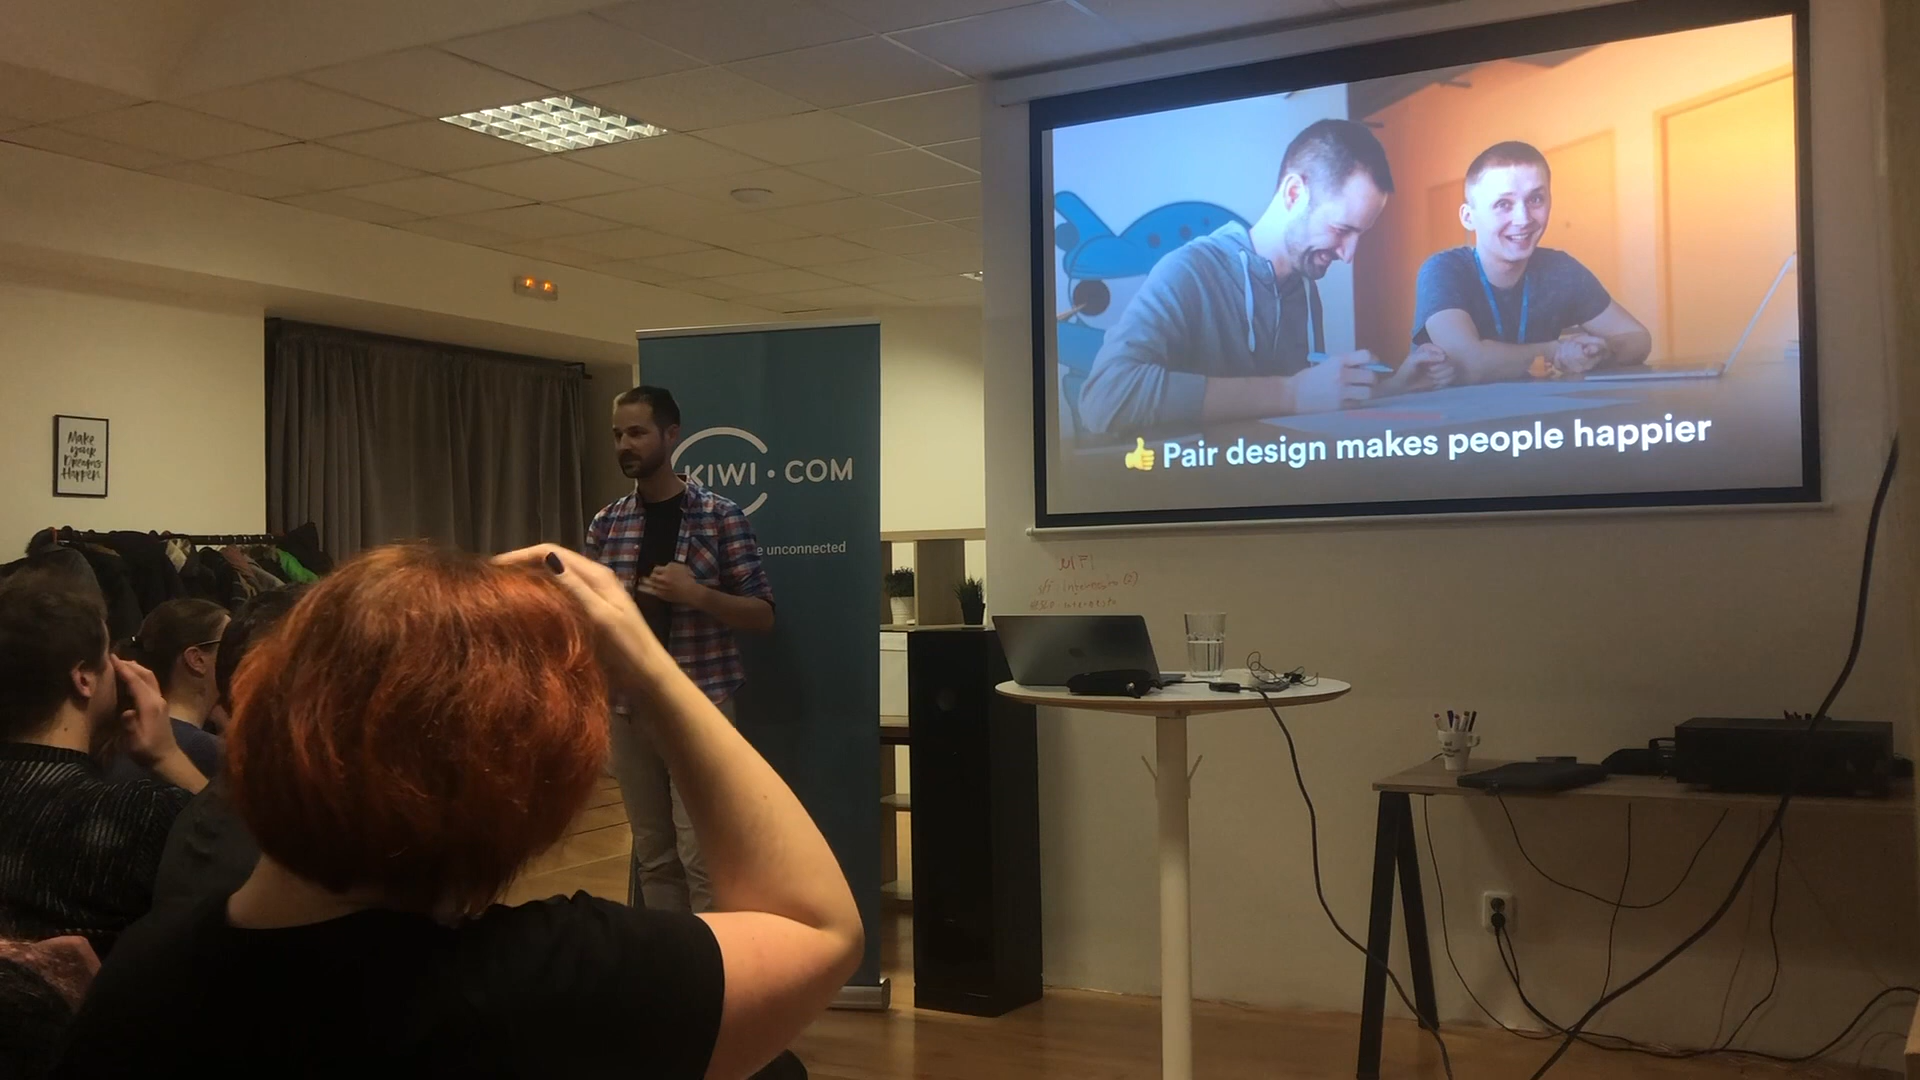 👍 Pair design makes people happier
KIWI.COM
e unconnected
Make
your
Dreams
Happen